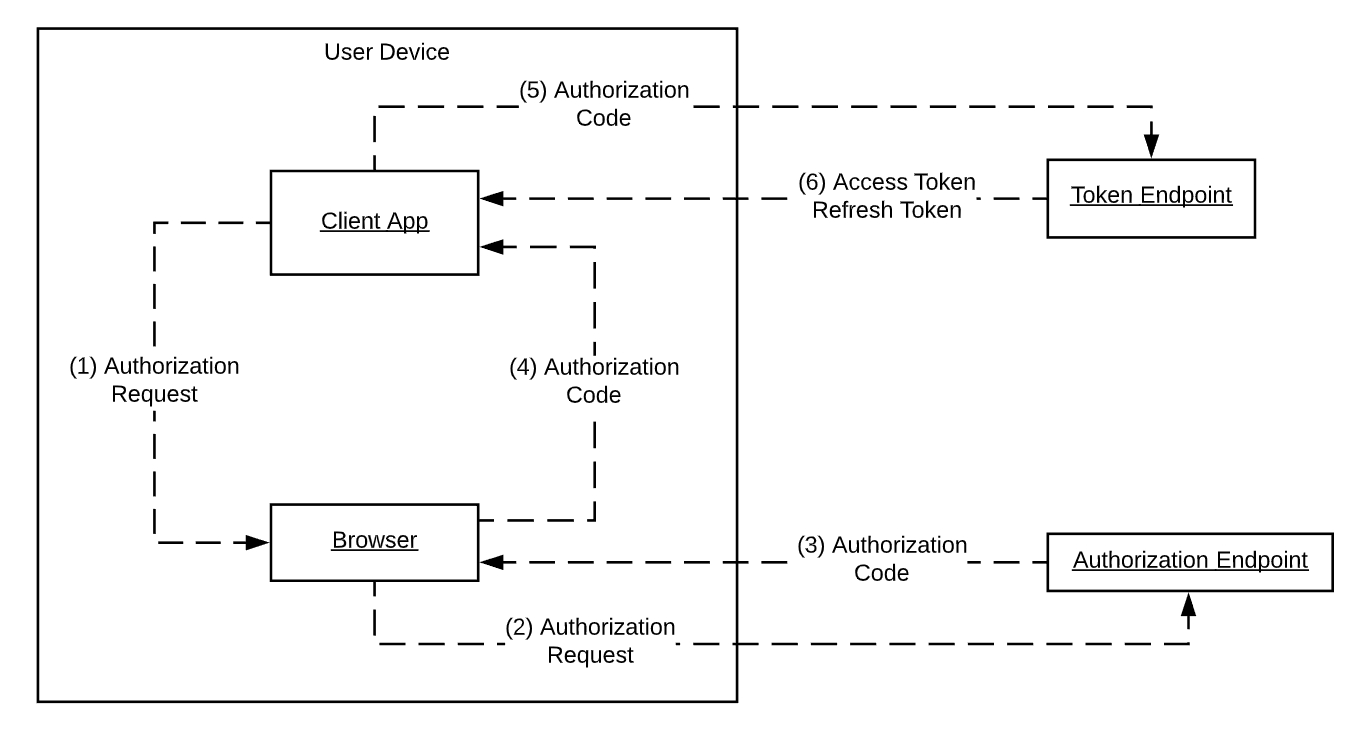 User Device
(5) Authorization
Code
(6) Access Token
Refresh Token
Token Endpoint
Client App
(1) Authorization
Request
(4) Authorization
Code
Browser
(3) Authorization
Code
Authorization Endpoint
(2) Authorization
Request